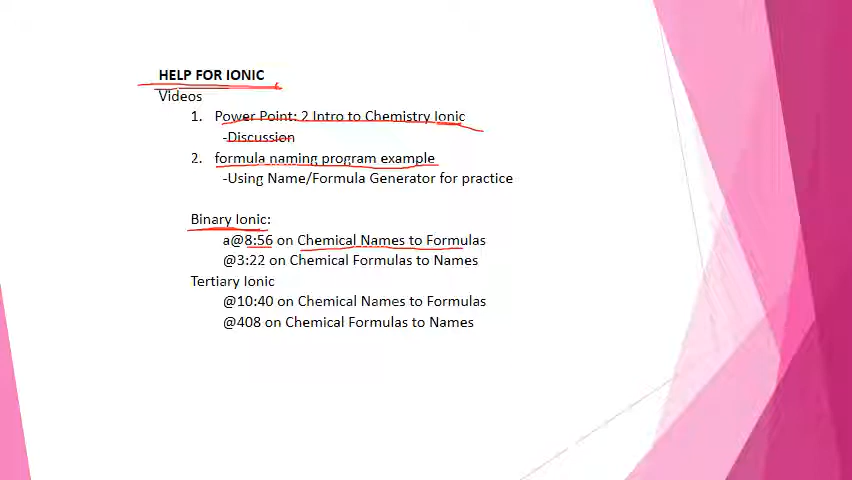 HELP FOR IONIC
Videos
1. Power Point: 2 Intro to Chemistry Ionic
-Discussion
2. formula naming program example
-Using Name/Formula Generator for practice
Binary Ionic:
a@8:56 on Chemical Names to Formulas
@3:22 on Chemical Formulas to Names
Tertiary Ionic
@10:40 on Chemical Names to Formulas
@408 on Chemical Formulas to Names